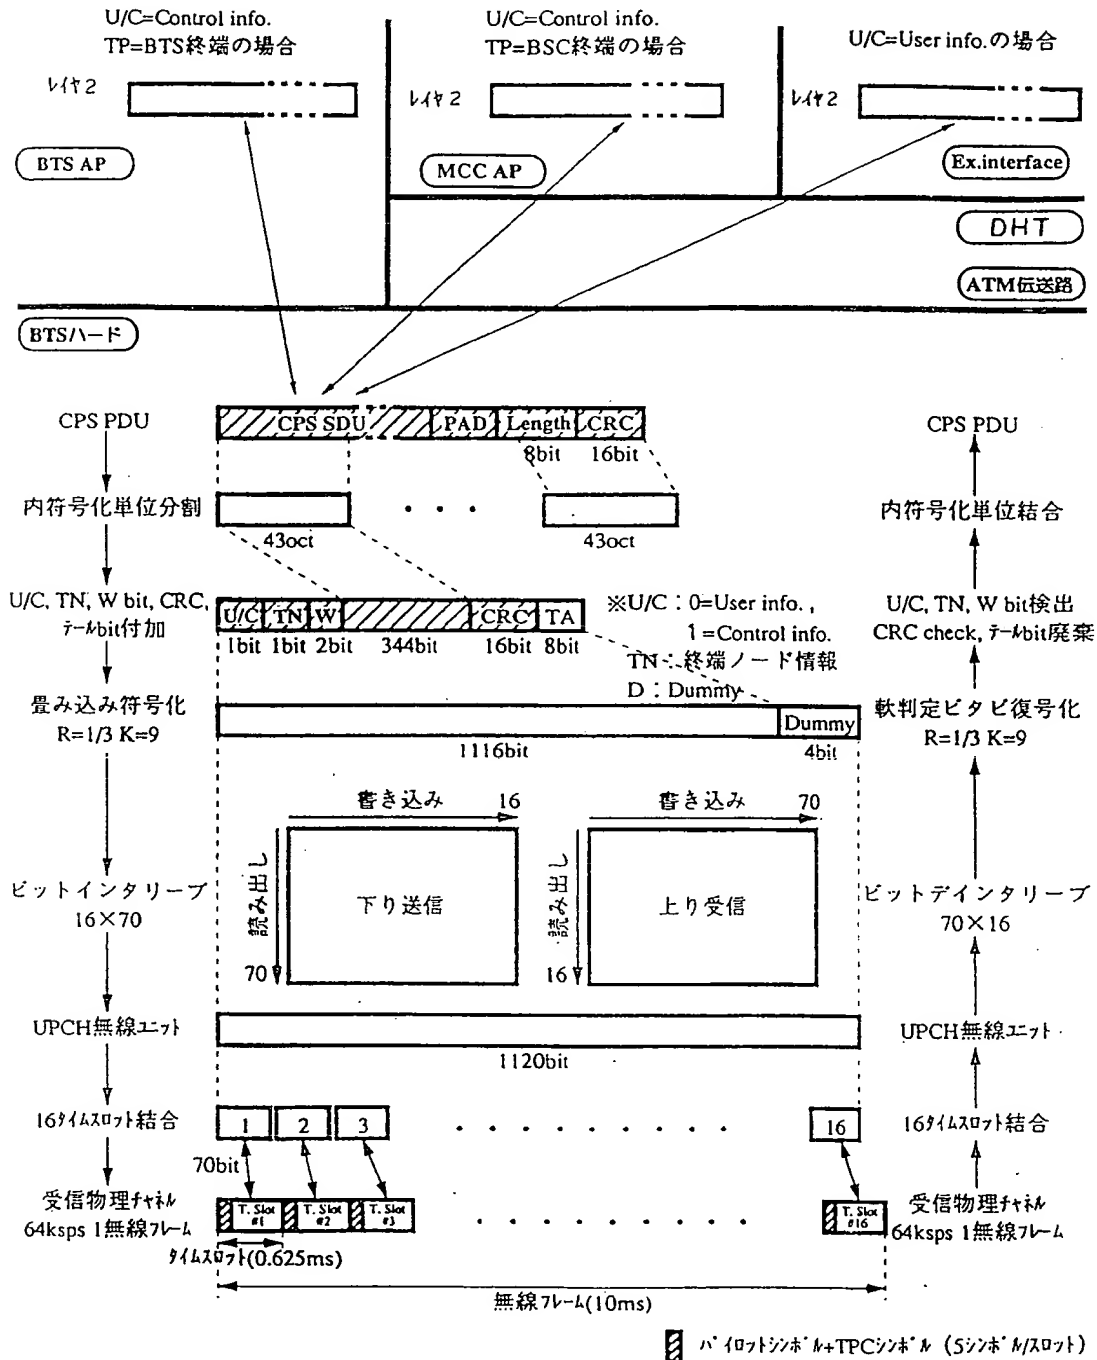 U/C=Control info.
TP=BTS終端の場合
U/C=Control info.
TP=BSC終端の場合
U/C=User info.の場合
ﾚｲﾔ2
ﾚｲﾔ2
ﾚｲﾔ2
BTS AP
MCC AP
Ex.interface
DHT
ATM伝送路
BTSハード
CPS PDU
CPS SDU
PAD
Length
CRC
CPS PDU
8bit
16bit
内符号化単位分割
内符号化単位結合
43oct
43oct
U/C, TN, W bit, CRC,
ﾃｰﾙbit付加
U/C
TN
W
CRC
TA
1bit
1bit
2bit
344bit
16bit
8bit
※U/C：0=User info.,
1=Control info.
TN：終端ノード情報
D：Dummy
U/C, TN, W bit検出
CRC check, ﾃｰﾙbit廃棄
畳み込み符号化
R=1/3 K=9
Dummy
1116bit
4bit
軟判定ビタビ復号化
R=1/3 K=9
書き込み
16
読み出し
70
下り送信
書き込み
70
読み出し
16
上り受信
ビットインタリーブ
16×70
ビットデインタリーブ
70×16
UPCH無線ﾕﾆｯﾄ
1120bit
UPCH無線ﾕﾆｯﾄ
16ﾀｲﾑｽﾛｯﾄ結合
1
2
3
16
16ﾀｲﾑｽﾛｯﾄ結合
70bit
受信物理ﾁｬﾈﾙ
64ksps 1無線ﾌﾚｰﾑ
T. Slot #1
T. Slot #2
T. Slot #3
T. Slot #16
受信物理ﾁｬﾈﾙ
64ksps 1無線ﾌﾚｰﾑ
ﾀｲﾑｽﾛｯﾄ(0.625ms)
無線ﾌﾚｰﾑ(10ms)
ﾊﾟｲﾛｯﾄｼﾝﾎﾞﾙ+TPCｼﾝﾎﾞﾙ (5ｼﾝﾎﾞﾙ/ｽﾛｯﾄ)